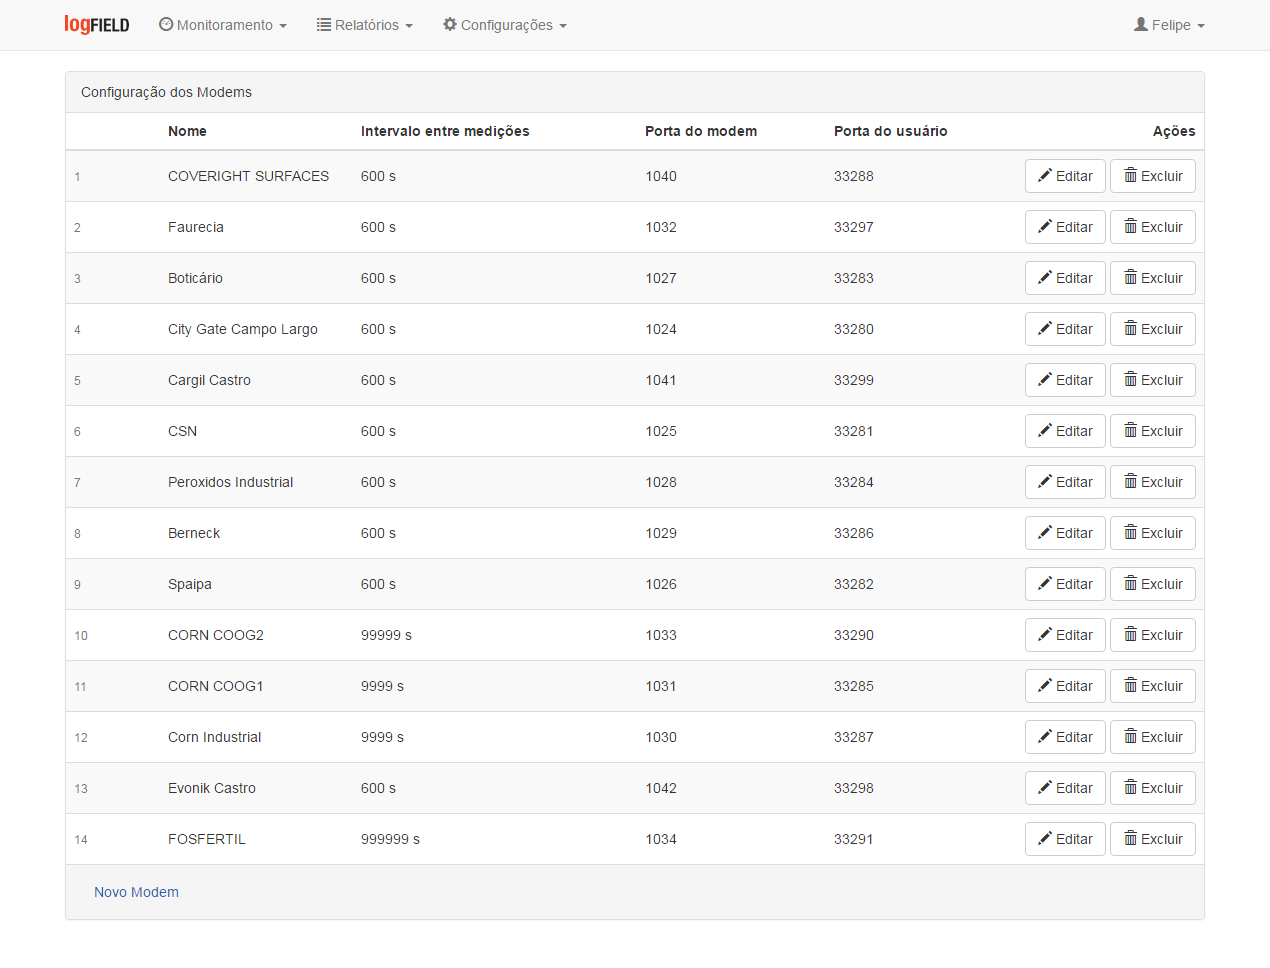 logFIELD Monitoramento Relatórios Configurações Felipe
Configuração dos Modems
Nome Intervalo entre medições Porta do modem Porta do usuário Ações
1 COVERIGHT SURFACES 600 s 1040 33288 Editar Excluir
2 Faurecia 600 s 1032 33297 Editar Excluir
3 Boticário 600 s 1027 33283 Editar Excluir
4 City Gate Campo Largo 600 s 1024 33280 Editar Excluir
5 Cargil Castro 600 s 1041 33299 Editar Excluir
6 CSN 600 s 1025 33281 Editar Excluir
7 Peroxidos Industrial 600 s 1028 33284 Editar Excluir
8 Berneck 600 s 1029 33286 Editar Excluir
9 Spaipa 600 s 1026 33282 Editar Excluir
10 CORN COOG2 99999 s 1033 33290 Editar Excluir
11 CORN COOG1 9999 s 1031 33285 Editar Excluir
12 Corn Industrial 9999 s 1030 33287 Editar Excluir
13 Evonik Castro 600 s 1042 33298 Editar Excluir
14 FOSFERTIL 999999 s 1034 33291 Editar Excluir
Novo Modem